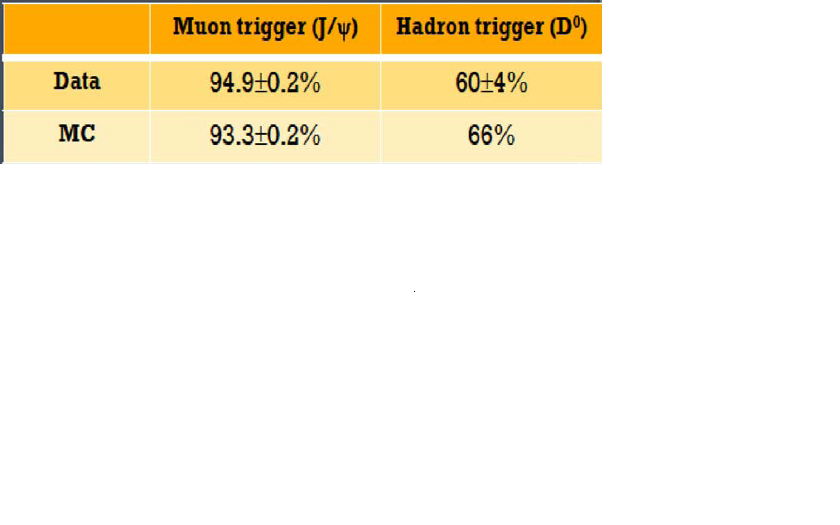 Muon trigger (J/ψ) Hadron trigger (D⁰)
Data 94.9±0.2% 60±4%
MC 93.3±0.2% 66%